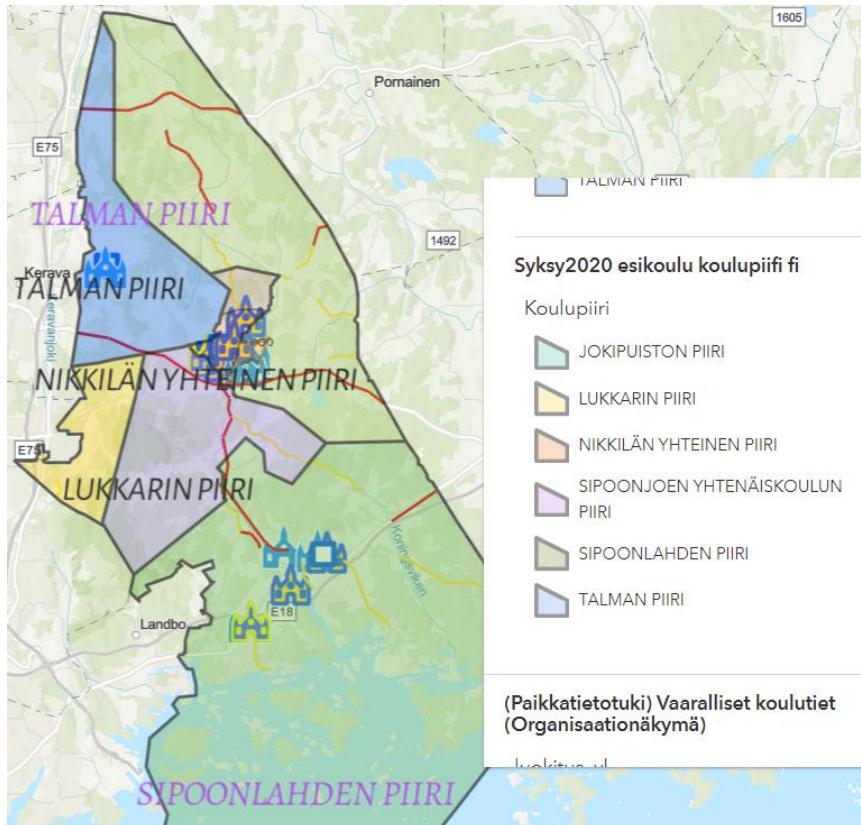 1605
Pornainen
E75
TALMAN PIIRI
1492
Kerava
TALMAN PIIRI
Keravanjoki
NIKKILÄN YHTEINEN PIIRI
E75
LUKKARIN PIIRI
E18
Landbo
SIPOONLAHDEN PIIRI
TALMAN PIIRI
Syksy2020 esikoulu koulupiifi fi
Koulupiiri
JOKIPUISTON PIIRI
LUKKARIN PIIRI
NIKKILÄN YHTEINEN PIIRI
SIPOONJOEN YHTENÄISKOULUN
PIIRI
SIPOONLAHDEN PIIRI
TALMAN PIIRI
(Paikkatietotuki) Vaaralliset koulutiet
(Organisaationäkymä)